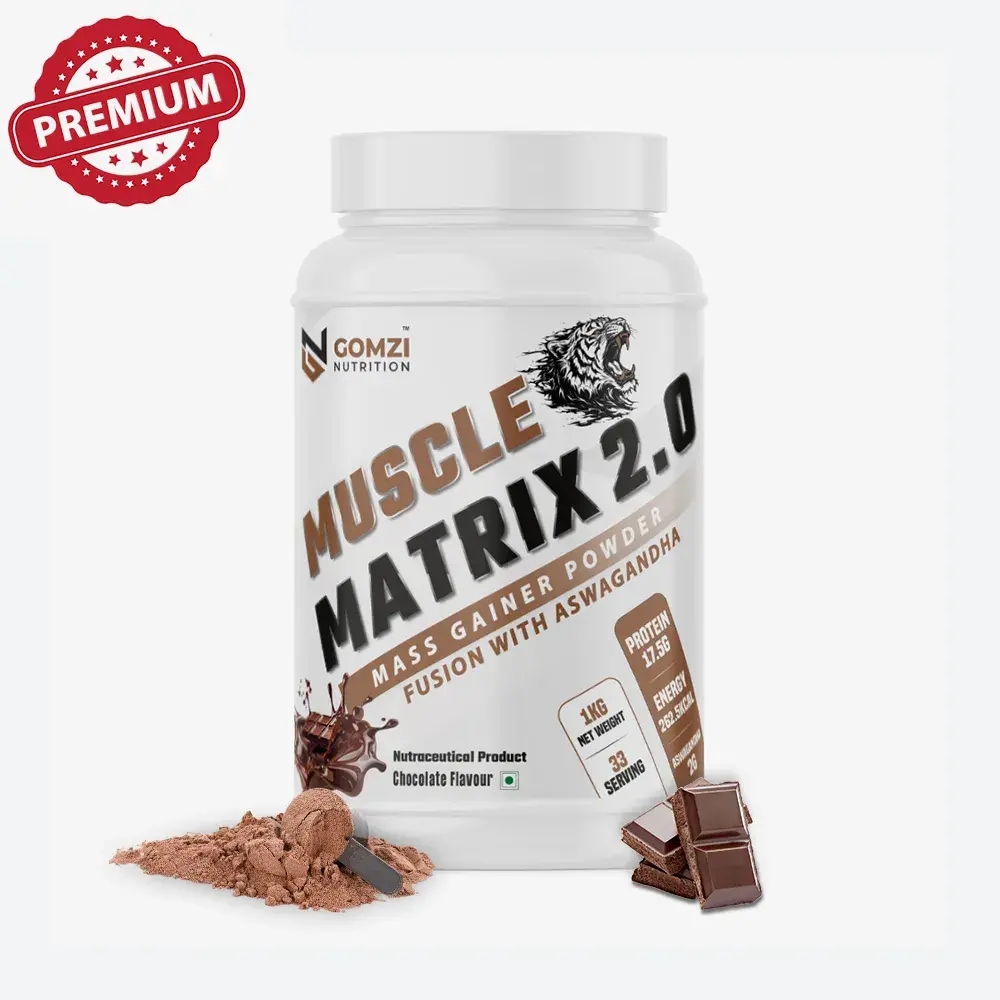 PREMIUM
GOMZI™
NUTRITION
MUSCLE
MATRIX 2.0
MASS GAINER POWDER
FUSION WITH ASWAGANDHA
PROTEIN
17.5G
ENERGY
262.5KCAL
ASWAGANDHA
2G
1KG
NET WEIGHT
33
SERVING
Nutraceutical Product
Chocolate Flavour